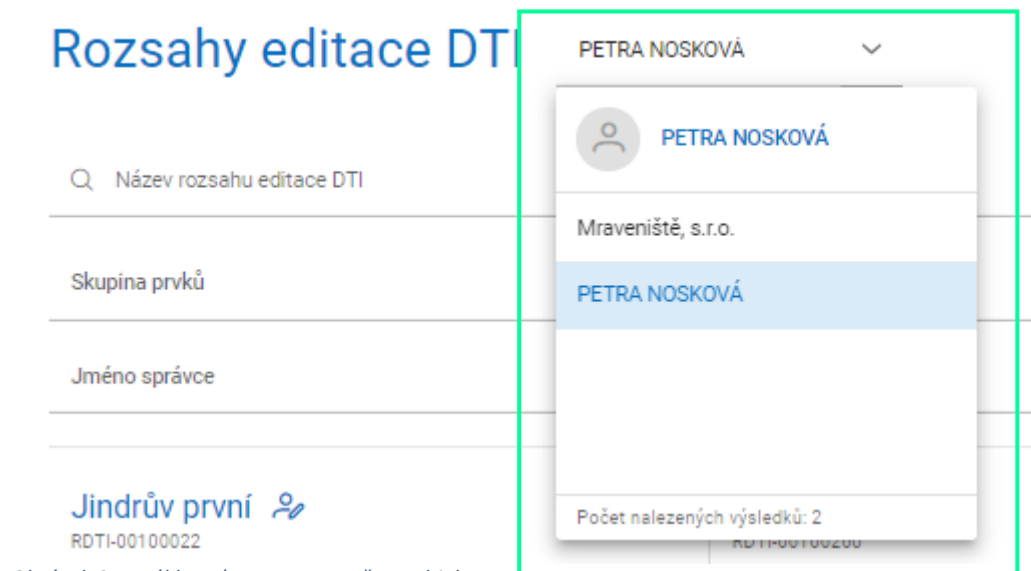 Rozsahy editace DTI
PETRA NOSKOVÁ
PETRA NOSKOVÁ
Název rozsahu editace DTI
Mraveniště, s.r.o.
Skupina prvků
PETRA NOSKOVÁ
Jméno správce
Jindrův první
RDTI-00100022
Počet nalezených výsledků: 2